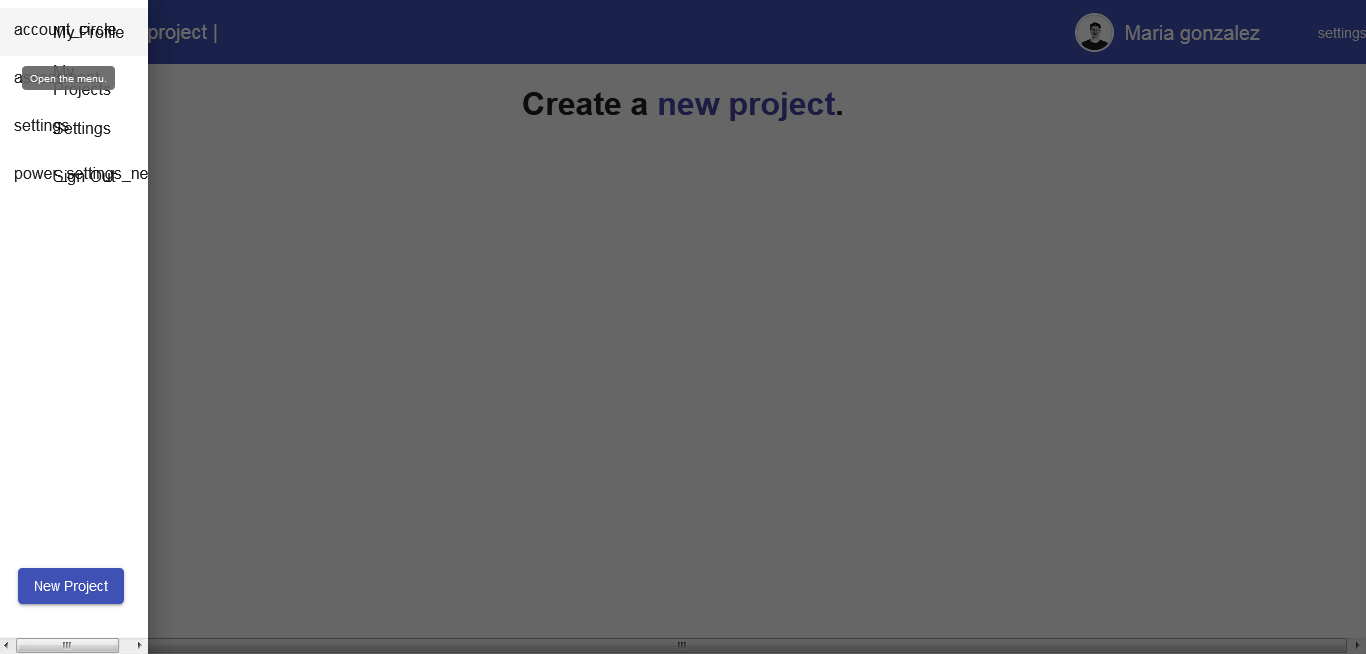 account_circle
My Profile
project |
Maria gonzalez
settings
My
Projects
Open the menu.
Create a new project.
settings
Settings
power_settings_ne
Sign Out
New Project